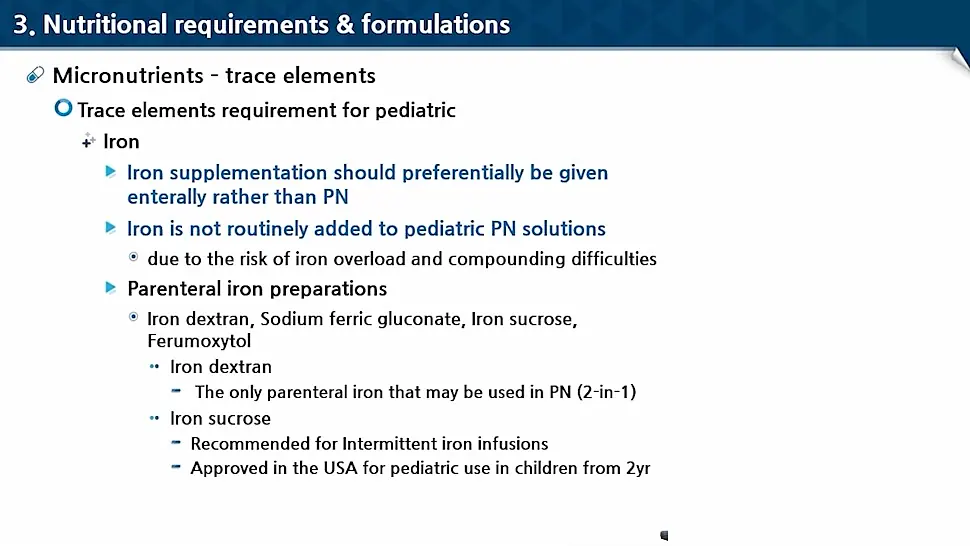 3. Nutritional requirements & formulations
Micronutrients - trace elements
Trace elements requirement for pediatric
Iron
Iron supplementation should preferentially be given
enterally rather than PN
Iron is not routinely added to pediatric PN solutions
due to the risk of iron overload and compounding difficulties
Parenteral iron preparations
Iron dextran, Sodium ferric gluconate, Iron sucrose,
Ferumoxytol
Iron dextran
The only parenteral iron that may be used in PN (2-in-1)
Iron sucrose
Recommended for Intermittent iron infusions
Approved in the USA for pediatric use in children from 2yr